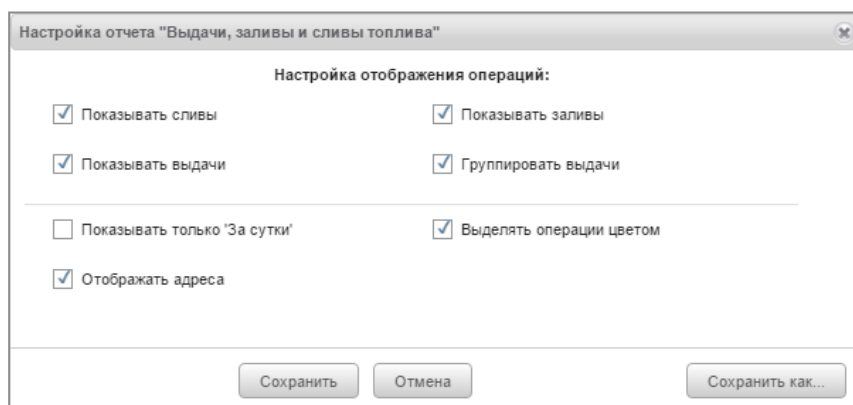 Настройка отчета "Выдачи, заливы и сливы топлива"
Настройка отображения операций:
Показывать сливы Показывать заливы
Показывать выдачи Группировать выдачи
Показывать только 'За сутки' Выделять операции цветом
Отображать адреса
Сохранить Отмена Сохранить как...